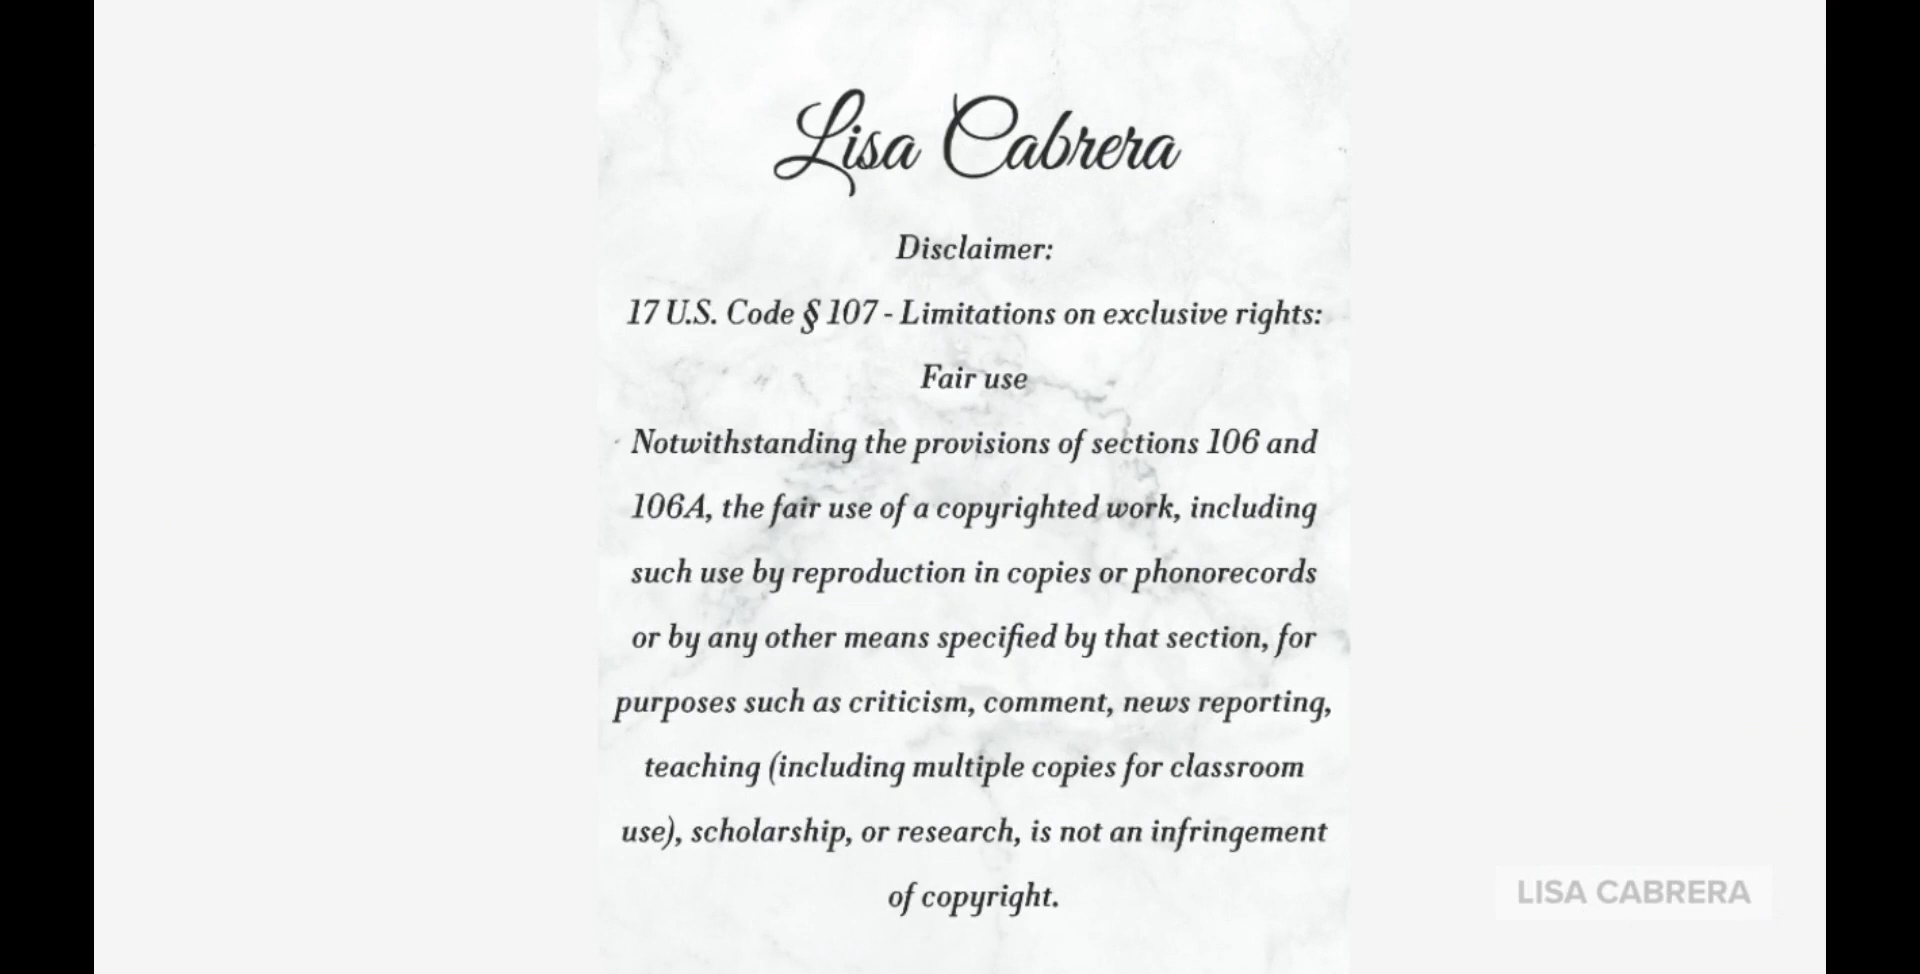 Lisa Cabrera
Disclaimer:
17 U.S. Code § 107 - Limitations on exclusive rights:
Fair use
Notwithstanding the provisions of sections 106 and
106A, the fair use of a copyrighted work, including
such use by reproduction in copies or phonorecords
or by any other means specified by that section, for
purposes such as criticism, comment, news reporting,
teaching (including multiple copies for classroom
use), scholarship, or research, is not an infringement
of copyright.
LISA CABRERA